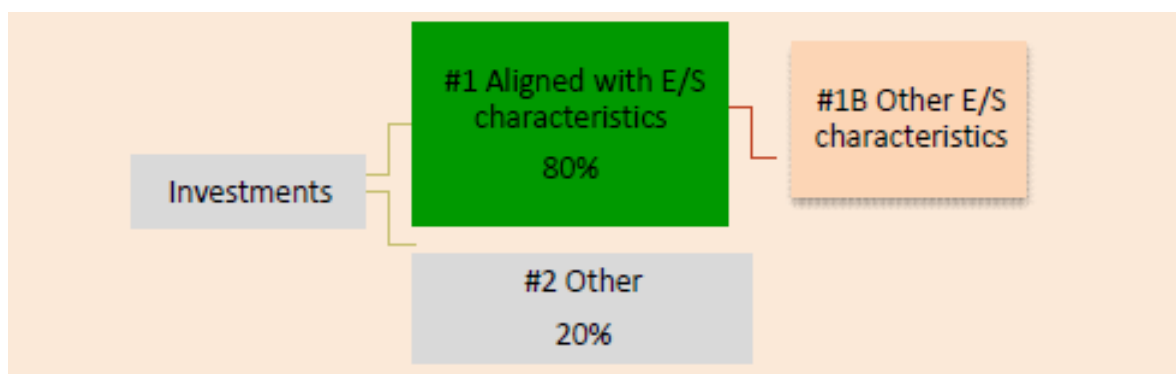 Investments
#1 Aligned with E/S
characteristics
80%
#1B Other E/S
characteristics
#2 Other
20%